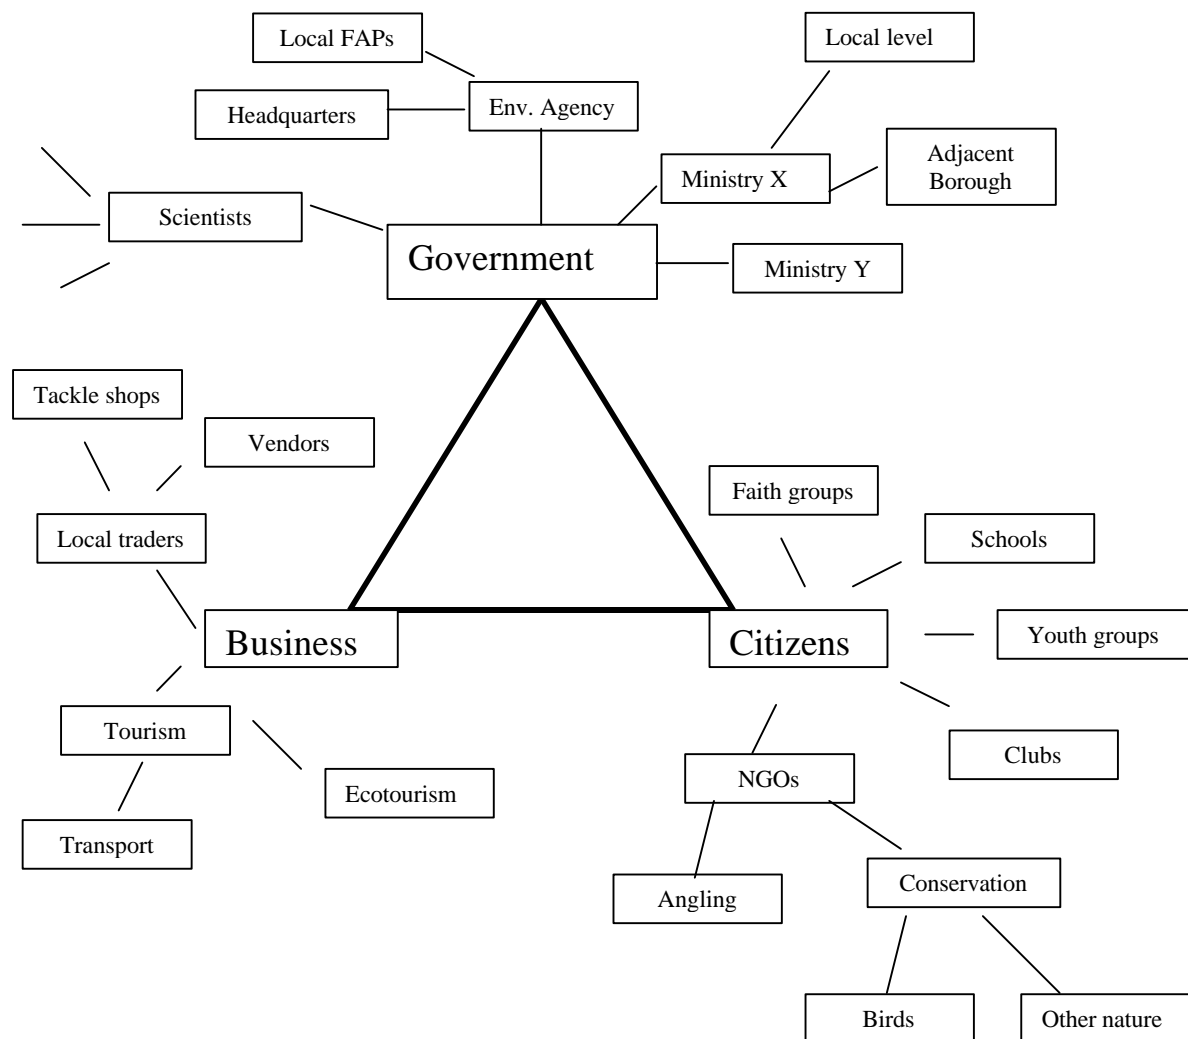 Local FAPs
Local level
Headquarters
Env. Agency
Ministry X
Adjacent
Borough
Scientists
Government
Ministry Y
Tackle shops
Vendors
Faith groups
Local traders
Schools
Business
Citizens
Youth groups
Tourism
Clubs
NGOs
Ecotourism
Transport
Angling
Conservation
Birds
Other nature